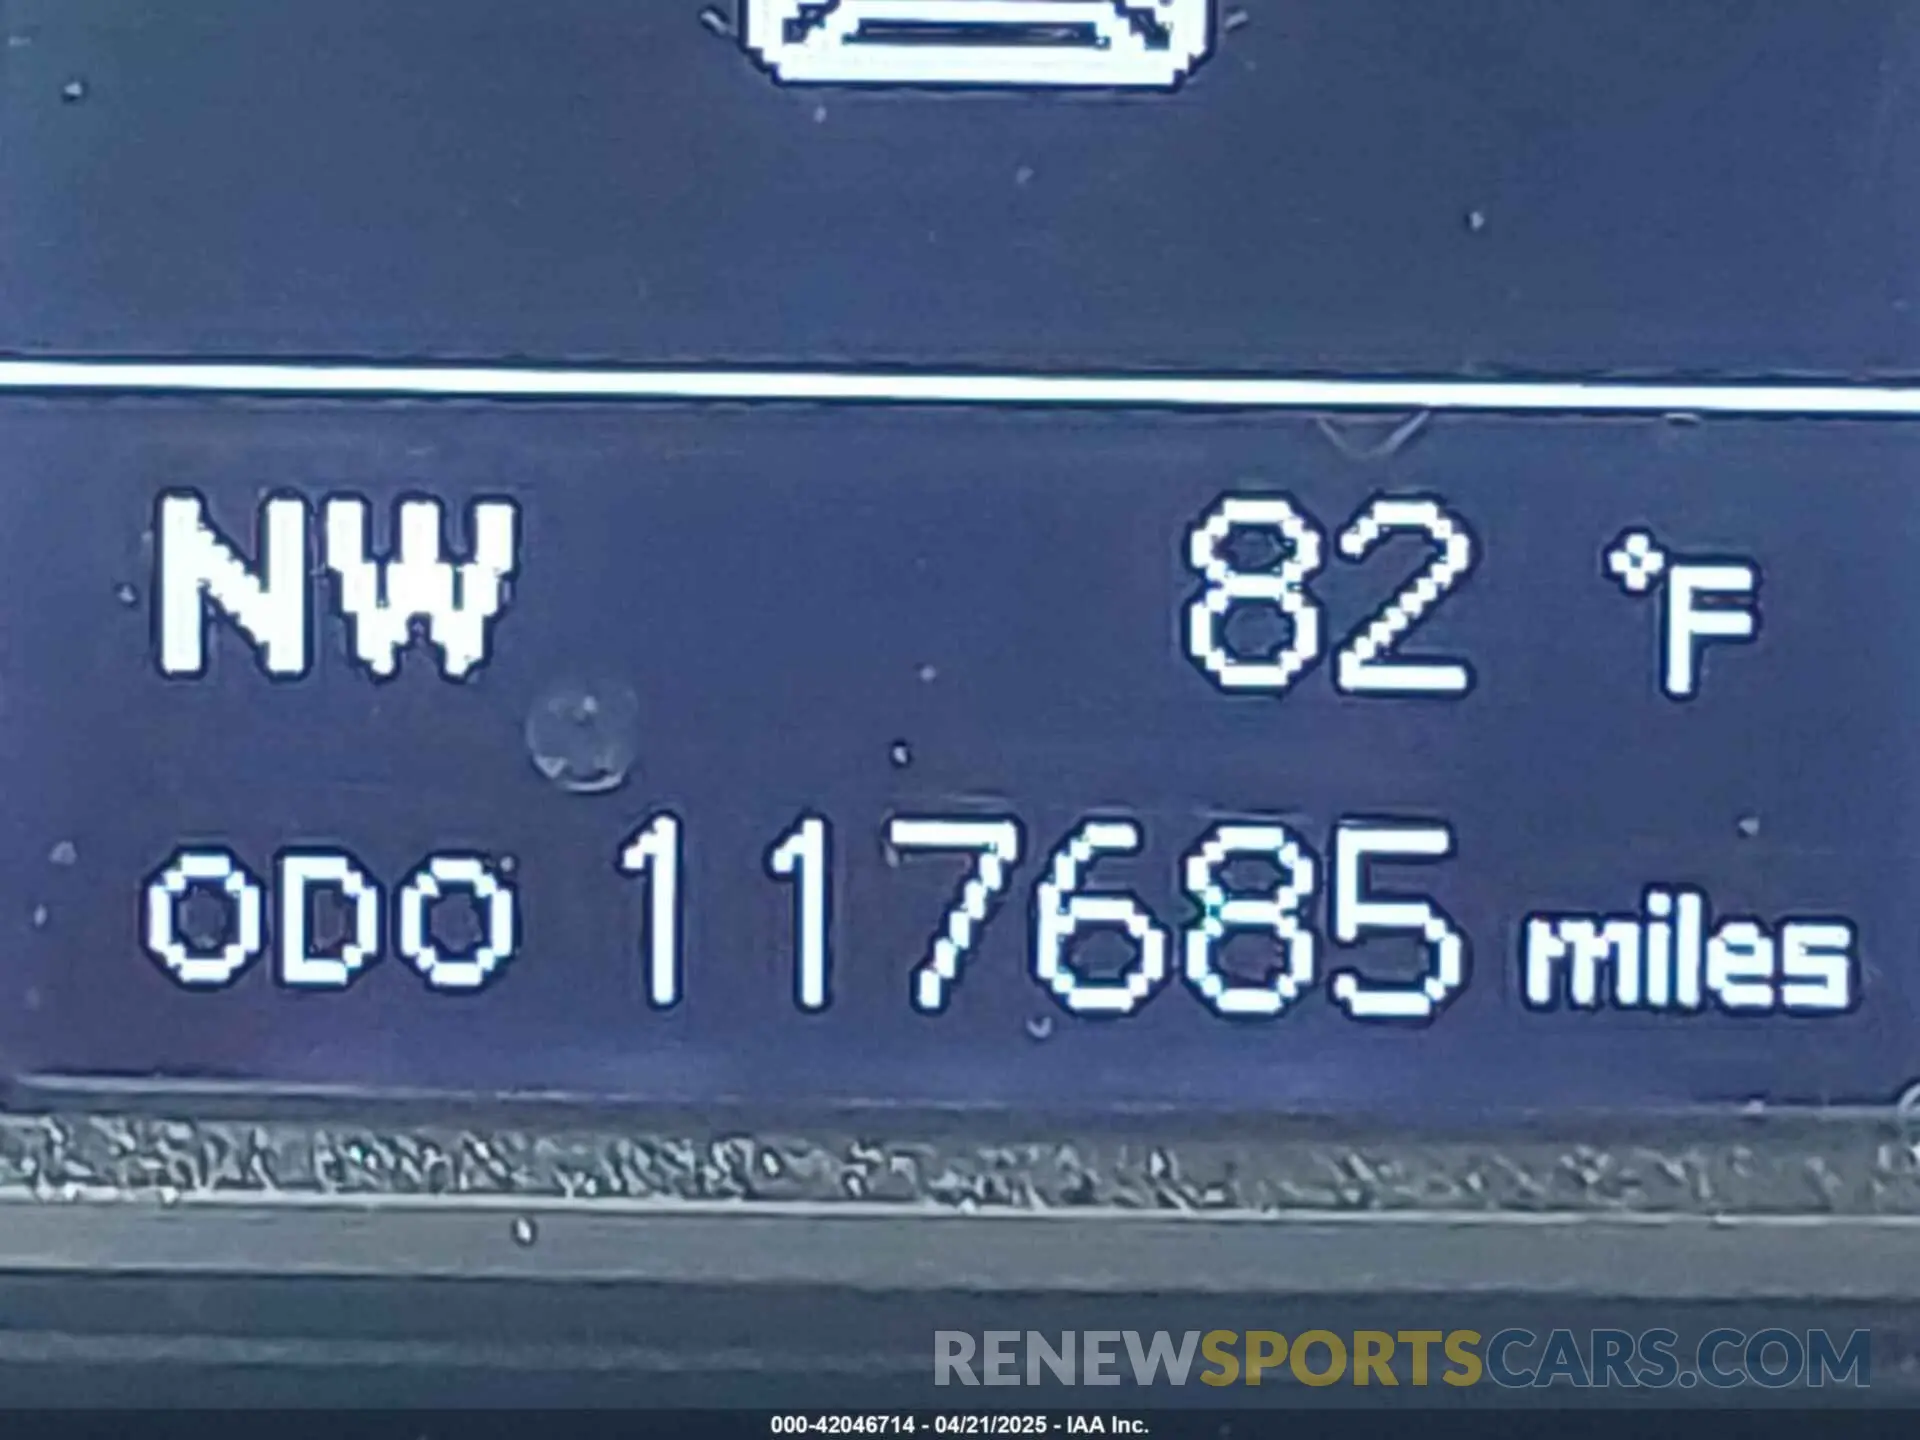 NW 82 °F
ODO 117685 miles
RENEWSPORTSCARS.COM
000-42046714 - 04/21/2025 - IAA Inc.